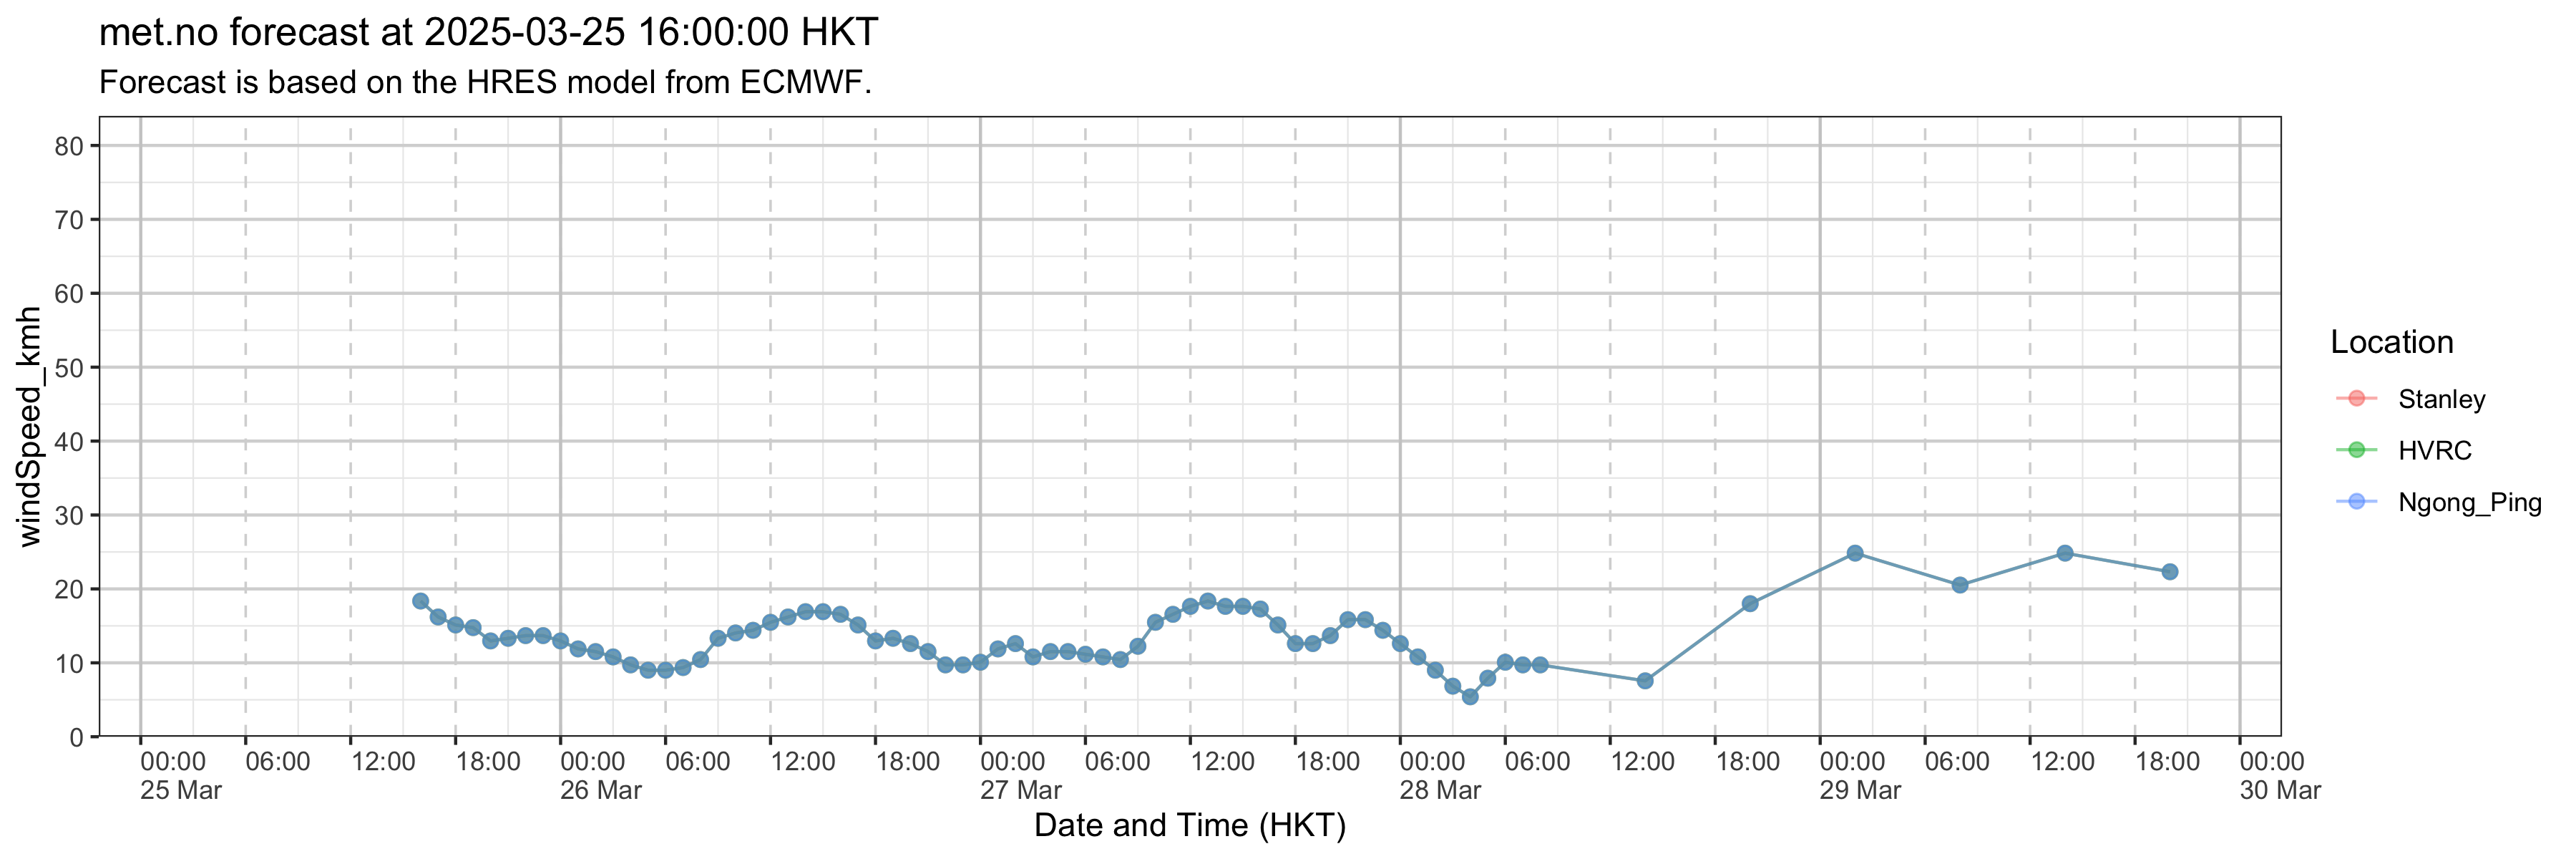 met.no forecast at 2025-03-25 16:00:00 HKT
Forecast is based on the HRES model from ECMWF.
windSpeed_kmh
80
70
60
50
40
30
20
10
0
00:00 06:00 12:00 18:00 00:00 06:00 12:00 18:00 00:00 06:00 12:00 18:00 00:00 06:00 12:00 18:00 00:00 06:00 12:00 18:00 00:00
25 Mar 26 Mar 27 Mar 28 Mar 29 Mar 30 Mar
Date and Time (HKT)
Location
Stanley
HVRC
Ngong_Ping